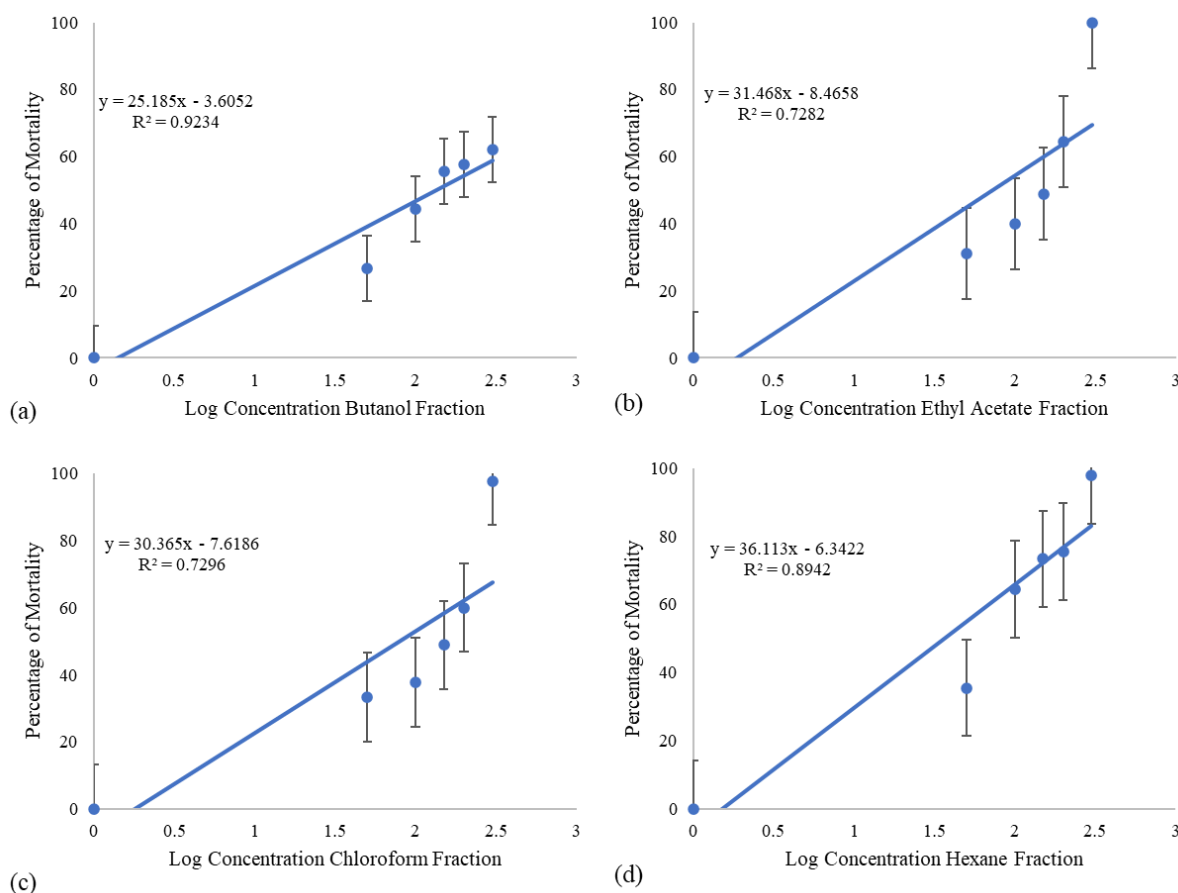 100
80
60
40
20
0
Percentage of Mortality
y = 25.185x - 3.6052
R² = 0.9234
0 0.5 1 1.5 2 2.5 3
Log Concentration Butanol Fraction
(a)
100
80
60
40
20
0
Percentage of Mortality
y = 31.468x - 8.4658
R² = 0.7282
0 0.5 1 1.5 2 2.5 3
Log Concentration Ethyl Acetate Fraction
(b)
100
80
60
40
20
0
Percentage of Mortality
y = 30.365x - 7.6186
R² = 0.7296
0 0.5 1 1.5 2 2.5 3
Log Concentration Chloroform Fraction
(c)
100
80
60
40
20
0
Percentage of Mortality
y = 36.113x - 6.3422
R² = 0.8942
0 0.5 1 1.5 2 2.5 3
Log Concentration Hexane Fraction
(d)